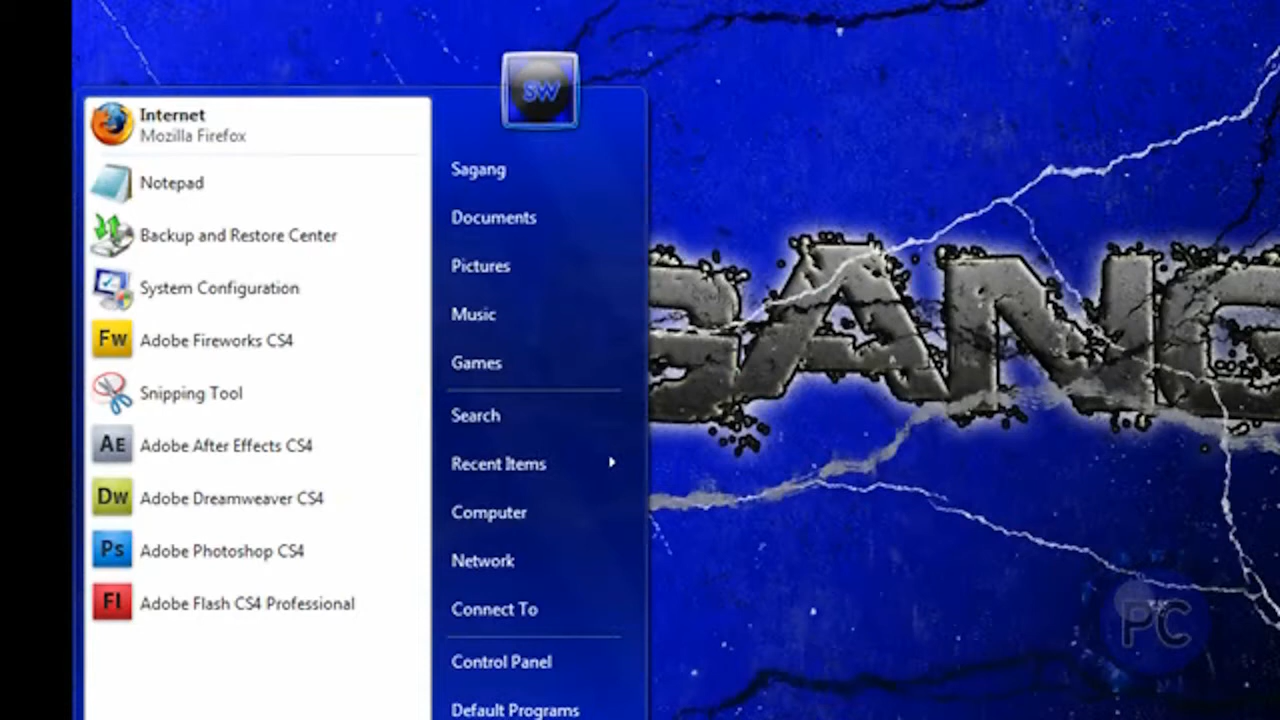 SW
Internet
Mozilla Firefox
Notepad
Backup and Restore Center
System Configuration
Fw Adobe Fireworks CS4
Snipping Tool
AE Adobe After Effects CS4
Dw Adobe Dreamweaver CS4
Ps Adobe Photoshop CS4
Fl Adobe Flash CS4 Professional
Sagang
Documents
Pictures
Music
Games
Search
Recent Items
Computer
Network
Connect To
Control Panel
Default Programs
GANG
PC